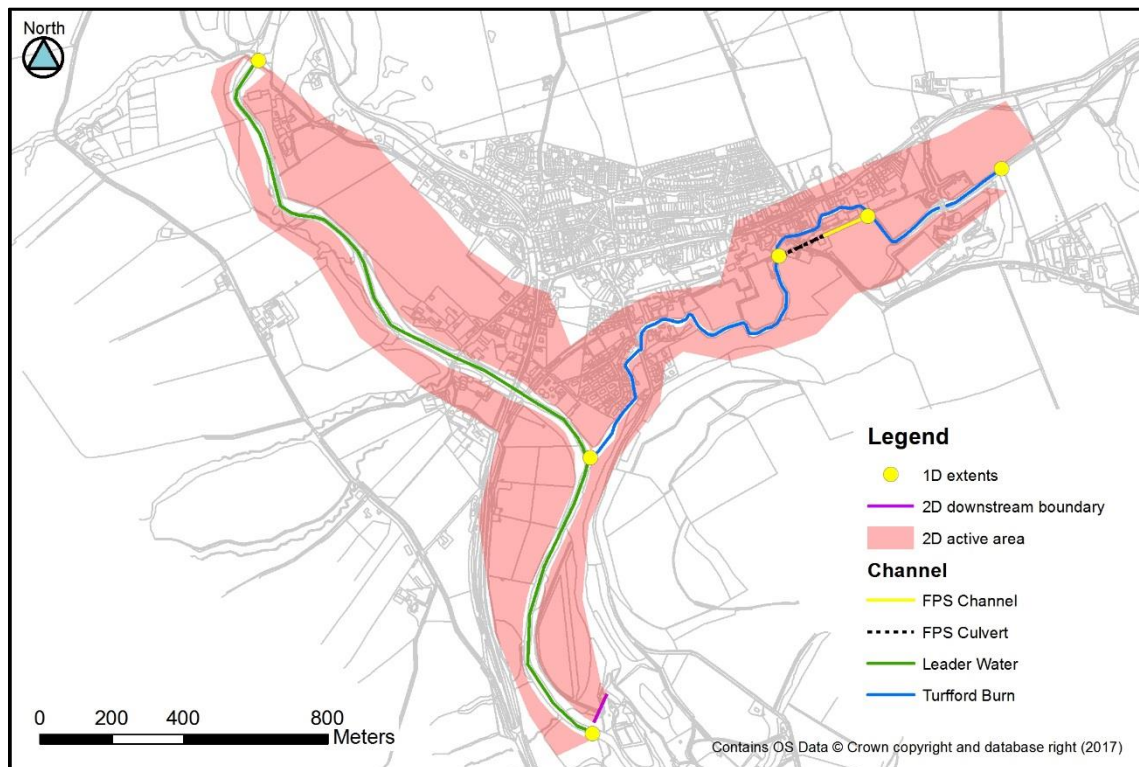 North
Legend
1D extents
2D downstream boundary
2D active area
Channel
FPS Channel
FPS Culvert
Leader Water
Turfford Burn
0 200 400 800
Meters
Contains OS Data © Crown copyright and database right (2017)